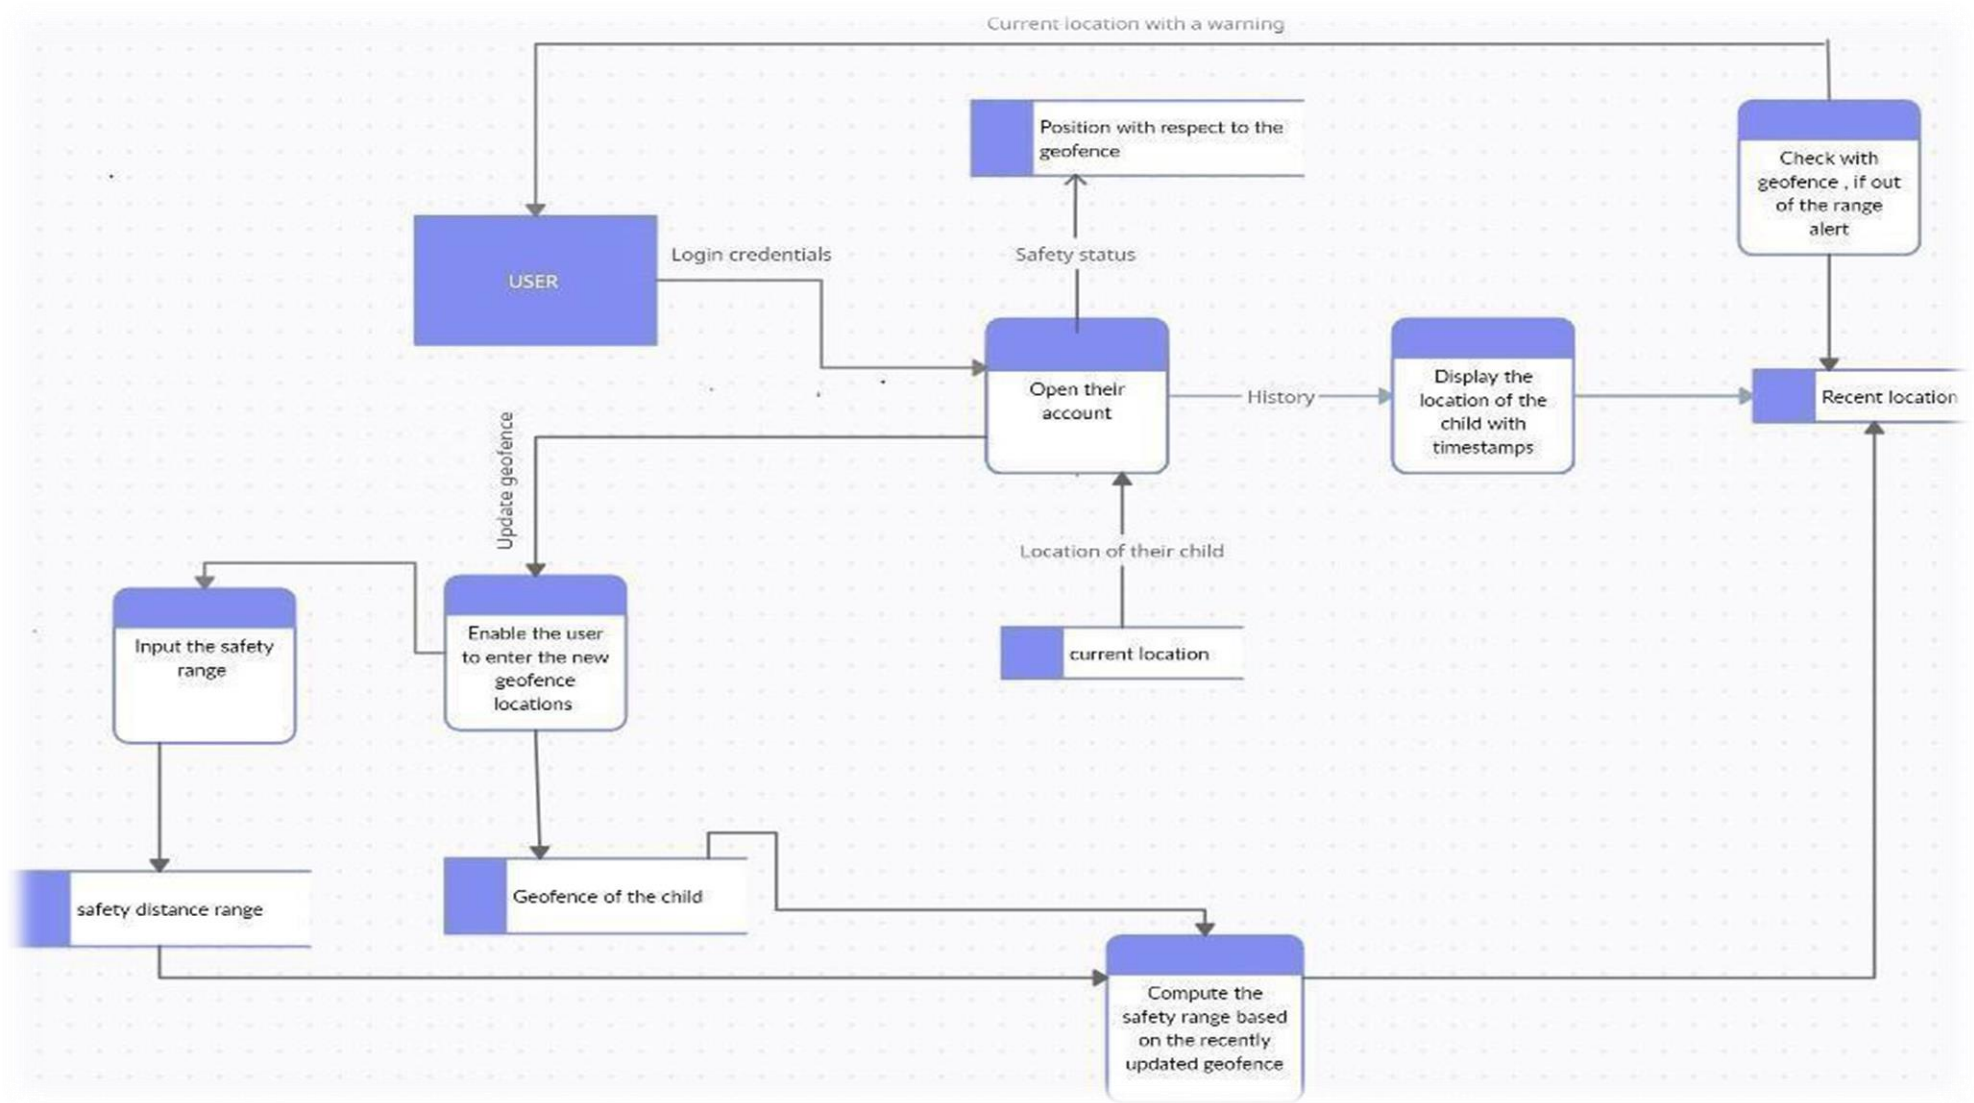 Current location with a warning
Position with respect to the
geofence
Check with
geofence , if out
of the range
alert
USER
Login credentials
Safety status
Open their
account
History
Display the
location of the
child with
timestamps
Recent location
Update geofence
Location of their child
current location
Input the safety
range
Enable the user
to enter the new
geofence
locations
safety distance range
Geofence of the child
Compute the
safety range based
on the recently
updated geofence